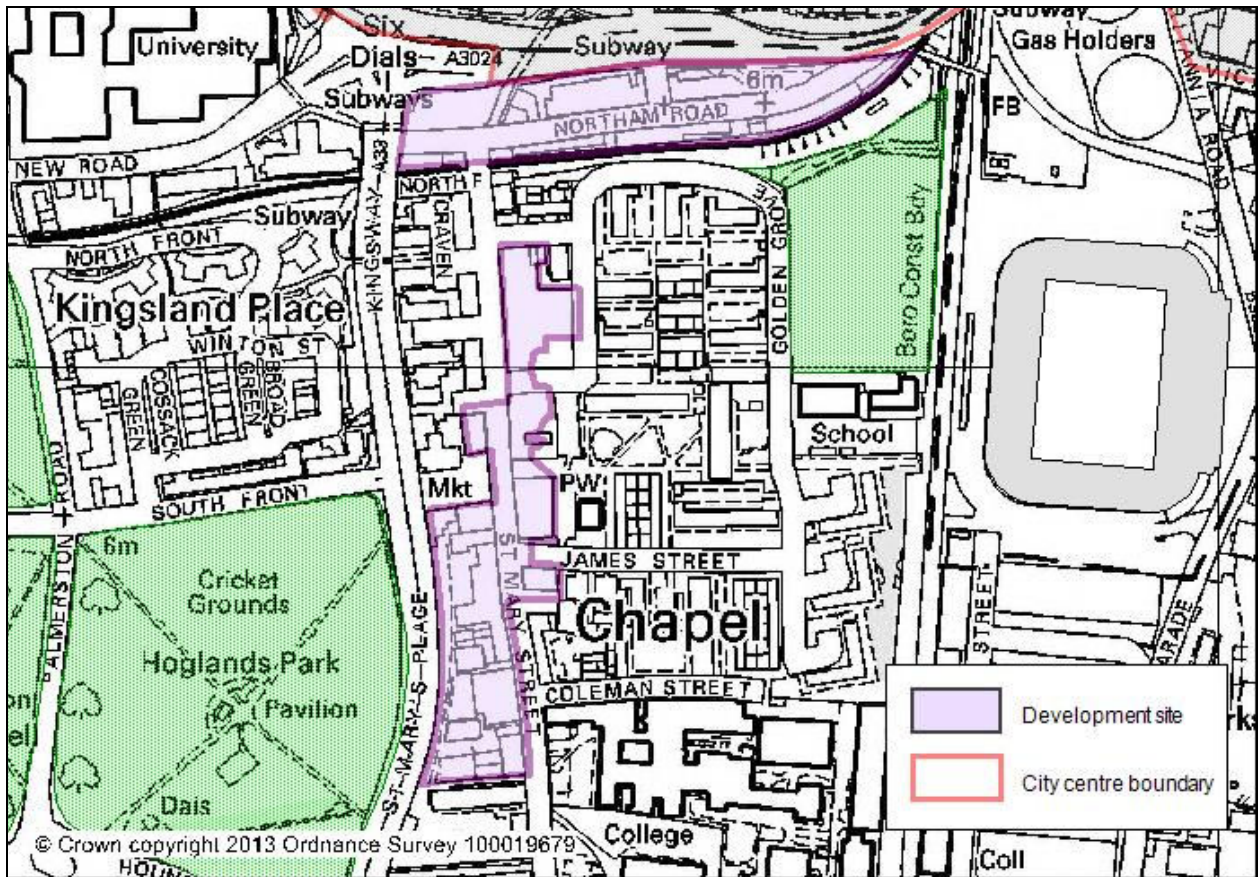 University
Six
Dials
A3024
Subway
Subway
Gas Holders
6m
Subways
NORTHAM ROAD
FB
NEW ROAD
A33
NORTH F
Subway
NORTH FRONT
KINGSWAY
CRAVEN
GOLDEN GRO
Boro Const Bdy
Kingsland Place
WINTON ST
COSSACK
GREEN
BROAD
GREEN
School
Mkt
PW
SOUTH FRONT
ROAD
6m
PALMERSTON
Cricket
Grounds
ST MARY STREET
JAMES STREET
Chapel
STREET
ARADE
Hoglands Park
Pavilion
ST MARY'S PLACE
COLEMAN STREET
Development site
City centre boundary
Dais
College
Coll
© Crown copyright 2013 Ordnance Survey 100019679